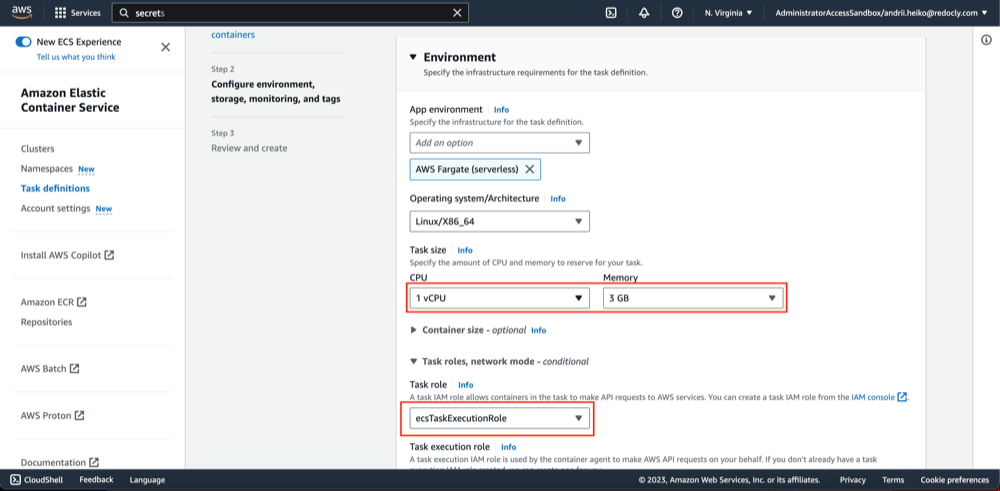 aws
Services
secrets
N. Virginia
AdministratorAccessSandbox/andrii.heiko@redocly.com
New ECS Experience
Tell us what you think
Amazon Elastic
Container Service
Clusters
Namespaces New
Task definitions
Account settings New
Install AWS Copilot
Amazon ECR
Repositories
AWS Batch
AWS Proton
Documentation
containers
Step 2
Configure environment,
storage, monitoring, and tags
Step 3
Review and create
Environment
Specify the infrastructure requirements for the task definition.
App environment Info
Specify the infrastructure for the task definition.
Add an option
AWS Fargate (serverless)
Operating system/Architecture Info
Linux/X86_64
Task size Info
Specify the amount of CPU and memory to reserve for your task.
CPU Memory
1 vCPU 3 GB
Container size - optional Info
Task roles, network mode - conditional
Task role Info
A task IAM role allows containers in the task to make API requests to AWS services. You can create a task IAM role from the IAM console.
ecsTaskExecutionRole
Task execution role Info
A task execution IAM role is used by the container agent to make AWS API requests on your behalf. If you don't already have a task
CloudShell Feedback Language
© 2023, Amazon Web Services, Inc. or its affiliates. Privacy Terms Cookie preferences